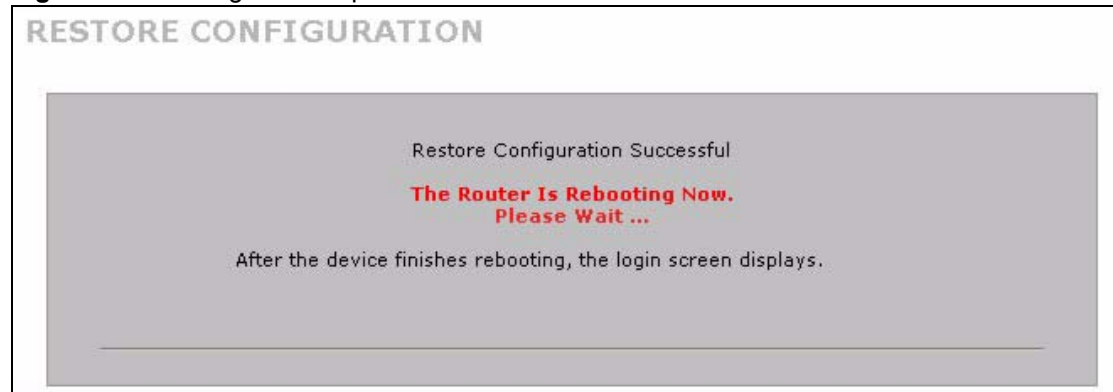 RESTORE CONFIGURATION
Restore Configuration Successful
The Router Is Rebooting Now.
Please Wait ...
After the device finishes rebooting, the login screen displays.